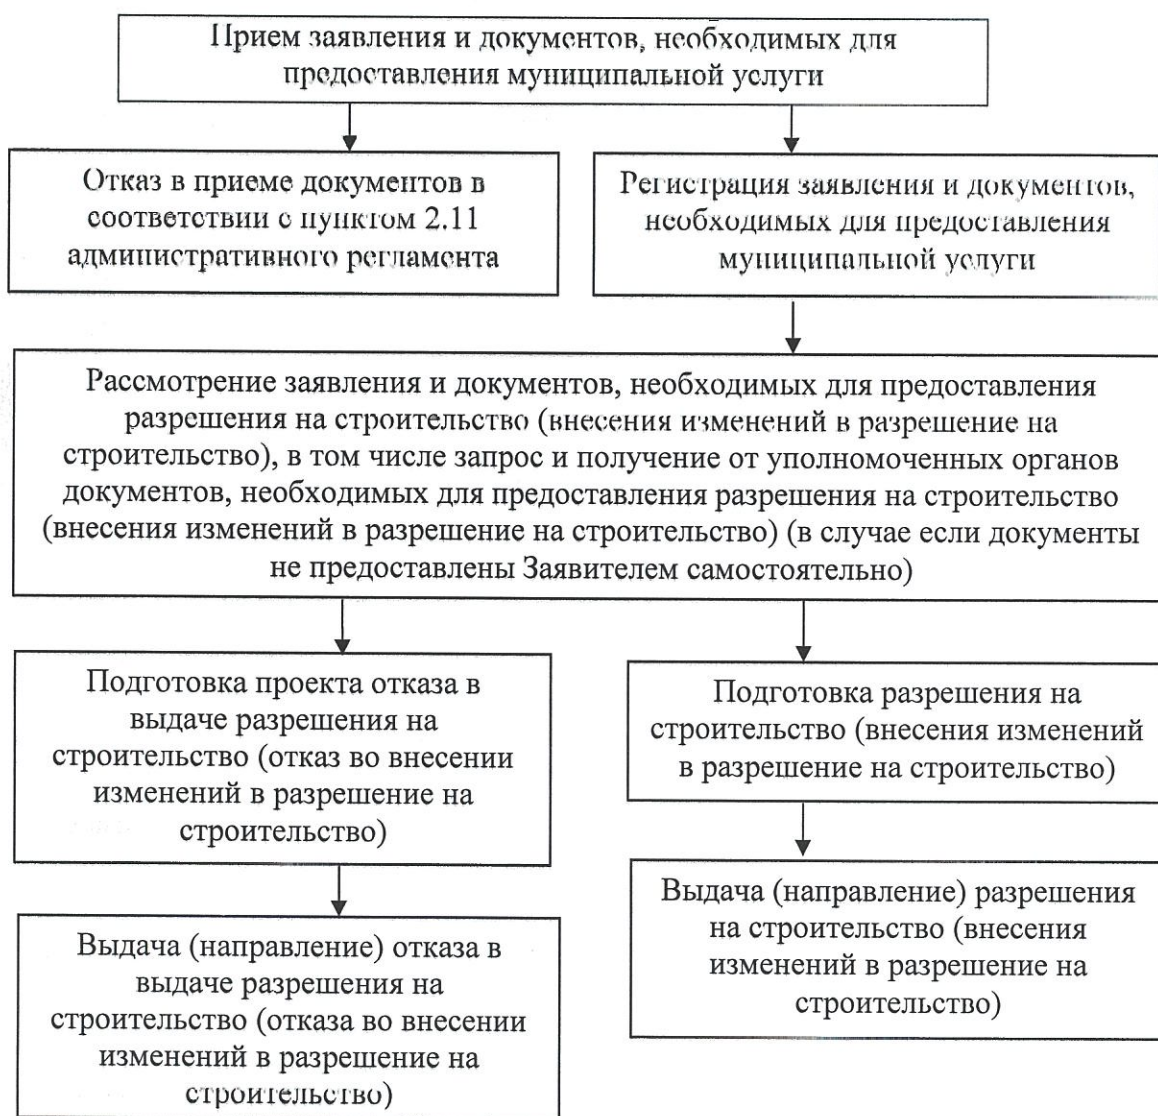 Прием заявления и документов, необходимых для
предоставления муниципальной услуги
Отказ в приеме документов в
соответствии с пунктом 2.11
административного регламента
Регистрация заявления и документов,
необходимых для предоставления
муниципальной услуги
Рассмотрение заявления и документов, необходимых для предоставления
разрешения на строительство (внесения изменений в разрешение на
строительство), в том числе запрос и получение от уполномоченных органов
документов, необходимых для предоставления разрешения на строительство
(внесения изменений в разрешение на строительство) (в случае если документы
не предоставлены Заявителем самостоятельно)
Подготовка проекта отказа в
выдаче разрешения на
строительство (отказ во внесении
изменений в разрешение на
строительство)
Подготовка разрешения на
строительство (внесения изменений
в разрешение на строительство)
Выдача (направление) отказа в
выдаче разрешения на
строительство (отказа во внесении
изменений в разрешение на
строительство)
Выдача (направление) разрешения
на строительство (внесения
изменений в разрешение на
строительство)